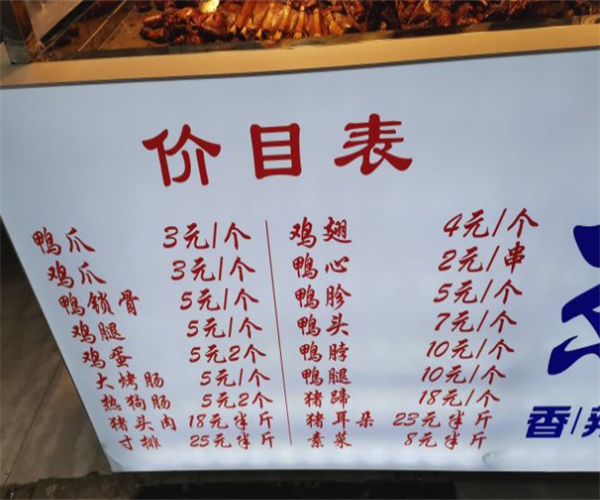 价目表
鸭爪 3元/个
鸡爪 3元/个
鸭锁骨 5元/个
鸡腿 5元/个
鸡蛋 5元2个
大烤肠 5元/个
热狗肠 5元2个
猪头肉 18元半斤
寸排 25元半斤
鸡翅 4元/个
鸭心 2元/串
鸭胗 5元/个
鸭头 7元/个
鸭脖 10元/个
鸭腿 10元/个
猪蹄 18元/个
猪耳朵 23元半斤
素菜 8元半斤
香/辣